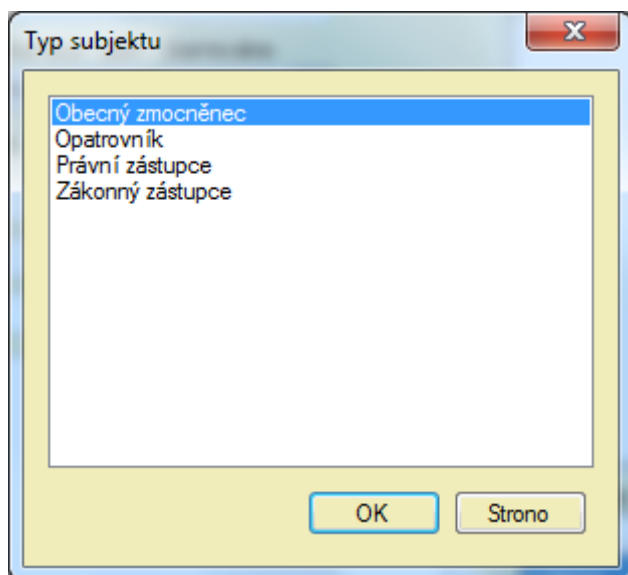 Typ subjektu
Obecný zmocněnec
Opatrovník
Právní zástupce
Zákonný zástupce
OK
Strono